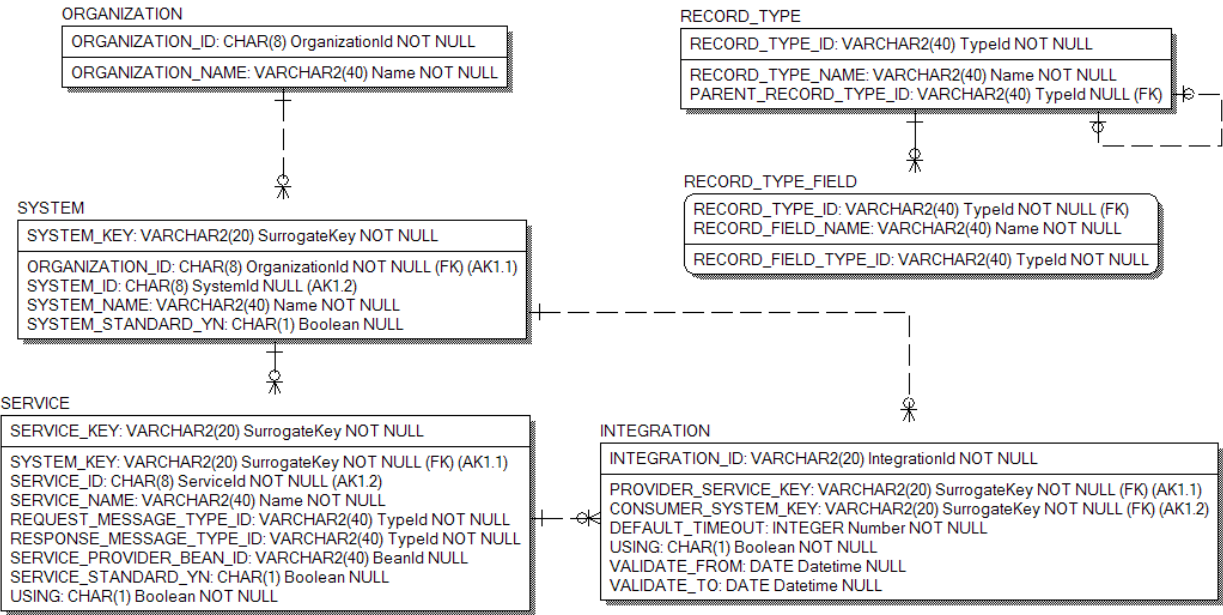 ORGANIZATION
ORGANIZATION_ID: CHAR(8) OrganizationId NOT NULL
ORGANIZATION_NAME: VARCHAR2(40) Name NOT NULL
RECORD_TYPE
RECORD_TYPE_ID: VARCHAR2(40) TypeId NOT NULL
RECORD_TYPE_NAME: VARCHAR2(40) Name NOT NULL
PARENT_RECORD_TYPE_ID: VARCHAR2(40) TypeId NULL (FK)
RECORD_TYPE_FIELD
RECORD_TYPE_ID: VARCHAR2(40) TypeId NOT NULL (FK)
RECORD_FIELD_NAME: VARCHAR2(40) Name NOT NULL
RECORD_FIELD_TYPE_ID: VARCHAR2(40) TypeId NOT NULL
SYSTEM
SYSTEM_KEY: VARCHAR2(20) SurrogateKey NOT NULL
ORGANIZATION_ID: CHAR(8) OrganizationId NOT NULL (FK) (AK1.1)
SYSTEM_ID: CHAR(8) SystemId NULL (AK1.2)
SYSTEM_NAME: VARCHAR2(40) Name NOT NULL
SYSTEM_STANDARD_YN: CHAR(1) Boolean NULL
SERVICE
SERVICE_KEY: VARCHAR2(20) SurrogateKey NOT NULL
SYSTEM_KEY: VARCHAR2(20) SurrogateKey NOT NULL (FK) (AK1.1)
SERVICE_ID: CHAR(8) ServiceId NOT NULL (AK1.2)
SERVICE_NAME: VARCHAR2(40) Name NOT NULL
REQUEST_MESSAGE_TYPE_ID: VARCHAR2(40) TypeId NOT NULL
RESPONSE_MESSAGE_TYPE_ID: VARCHAR2(40) TypeId NOT NULL
SERVICE_PROVIDER_BEAN_ID: VARCHAR2(40) BeanId NULL
SERVICE_STANDARD_YN: CHAR(1) Boolean NULL
USING: CHAR(1) Boolean NOT NULL
INTEGRATION
INTEGRATION_ID: VARCHAR2(20) IntegrationId NOT NULL
PROVIDER_SERVICE_KEY: VARCHAR2(20) SurrogateKey NOT NULL (FK) (AK1.1)
CONSUMER_SYSTEM_KEY: VARCHAR2(20) SurrogateKey NOT NULL (FK) (AK1.2)
DEFAULT_TIMEOUT: INTEGER Number NOT NULL
USING: CHAR(1) Boolean NOT NULL
VALIDATE_FROM: DATE Datetime NULL
VALIDATE_TO: DATE Datetime NULL